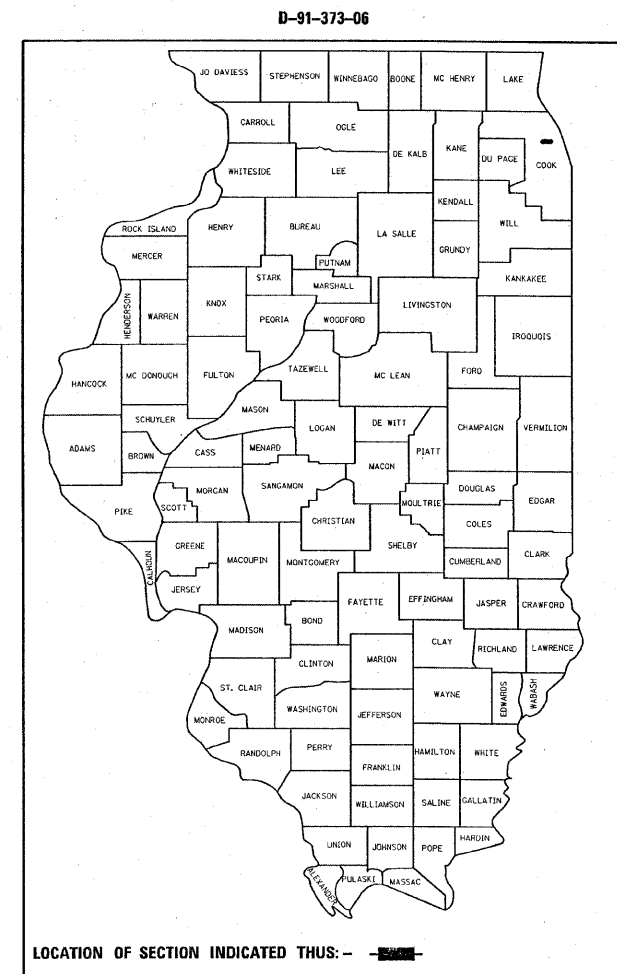 D-91-373-06
JO DAVIESS
STEPHENSON
WINNEBAGO
BOONE
MC HENRY
LAKE
CARROLL
OGLE
DE KALB
KANE
DU PAGE
COOK
WHITESIDE
LEE
KENDALL
WILL
ROCK ISLAND
HENRY
BUREAU
LA SALLE
GRUNDY
MERCER
PUTNAM
KANKAKEE
STARK
MARSHALL
HENDERSON
WARREN
KNOX
PEORIA
WOODFORD
LIVINGSTON
IROQUOIS
HANCOCK
MC DONOUGH
FULTON
TAZEWELL
MC LEAN
FORD
MASON
SCHUYLER
LOGAN
DE WITT
CHAMPAIGN
VERMILION
ADAMS
BROWN
CASS
MENARD
MACON
PIATT
MORGAN
SANGAMON
DOUGLAS
EDGAR
PIKE
SCOTT
CHRISTIAN
MOULTRIE
COLES
GREENE
MACOUPIN
MONTGOMERY
SHELBY
CUMBERLAND
CLARK
CALHOUN
JERSEY
FAYETTE
EFFINGHAM
JASPER
CRAWFORD
MADISON
BOND
CLAY
RICHLAND
LAWRENCE
CLINTON
MARION
ST. CLAIR
WAYNE
EDWARDS
WABASH
MONROE
WASHINGTON
JEFFERSON
RANDOLPH
PERRY
HAMILTON
WHITE
FRANKLIN
JACKSON
WILLIAMSON
SALINE
GALLATIN
UNION
JOHNSON
POPE
HARDIN
ALEXANDER
PULASKI
MASSAC
LOCATION OF SECTION INDICATED THUS: -